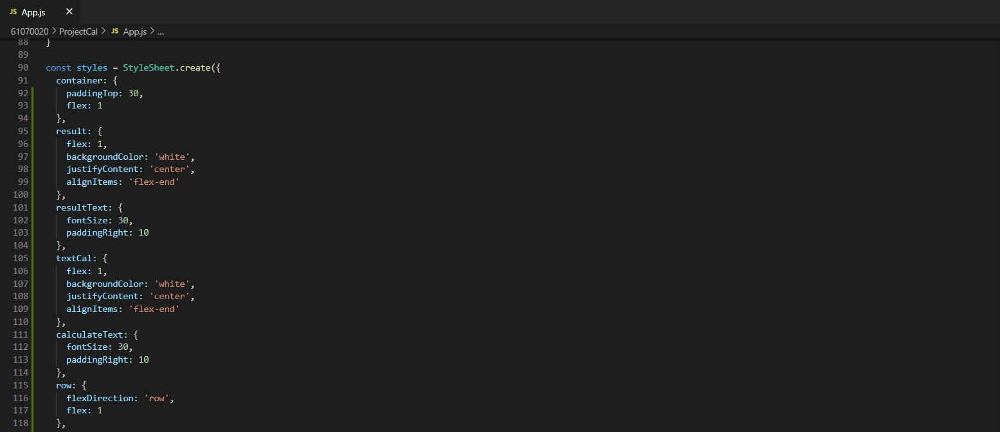 JS App.js ×
61070020 > ProjectCal > JS App.js > ...
88 }
89
90 const styles = StyleSheet.create({
91 container: {
92 paddingTop: 30,
93 flex: 1
94 },
95 result: {
96 flex: 1,
97 backgroundColor: 'white',
98 justifyContent: 'center',
99 alignItems: 'flex-end'
100 },
101 resultText: {
102 fontSize: 30,
103 paddingRight: 10
104 },
105 textCal: {
106 flex: 1,
107 backgroundColor: 'white',
108 justifyContent: 'center',
109 alignItems: 'flex-end'
110 },
111 calculateText: {
112 fontSize: 30,
113 paddingRight: 10
114 },
115 row: {
116 flexDirection: 'row',
117 flex: 1
118 },